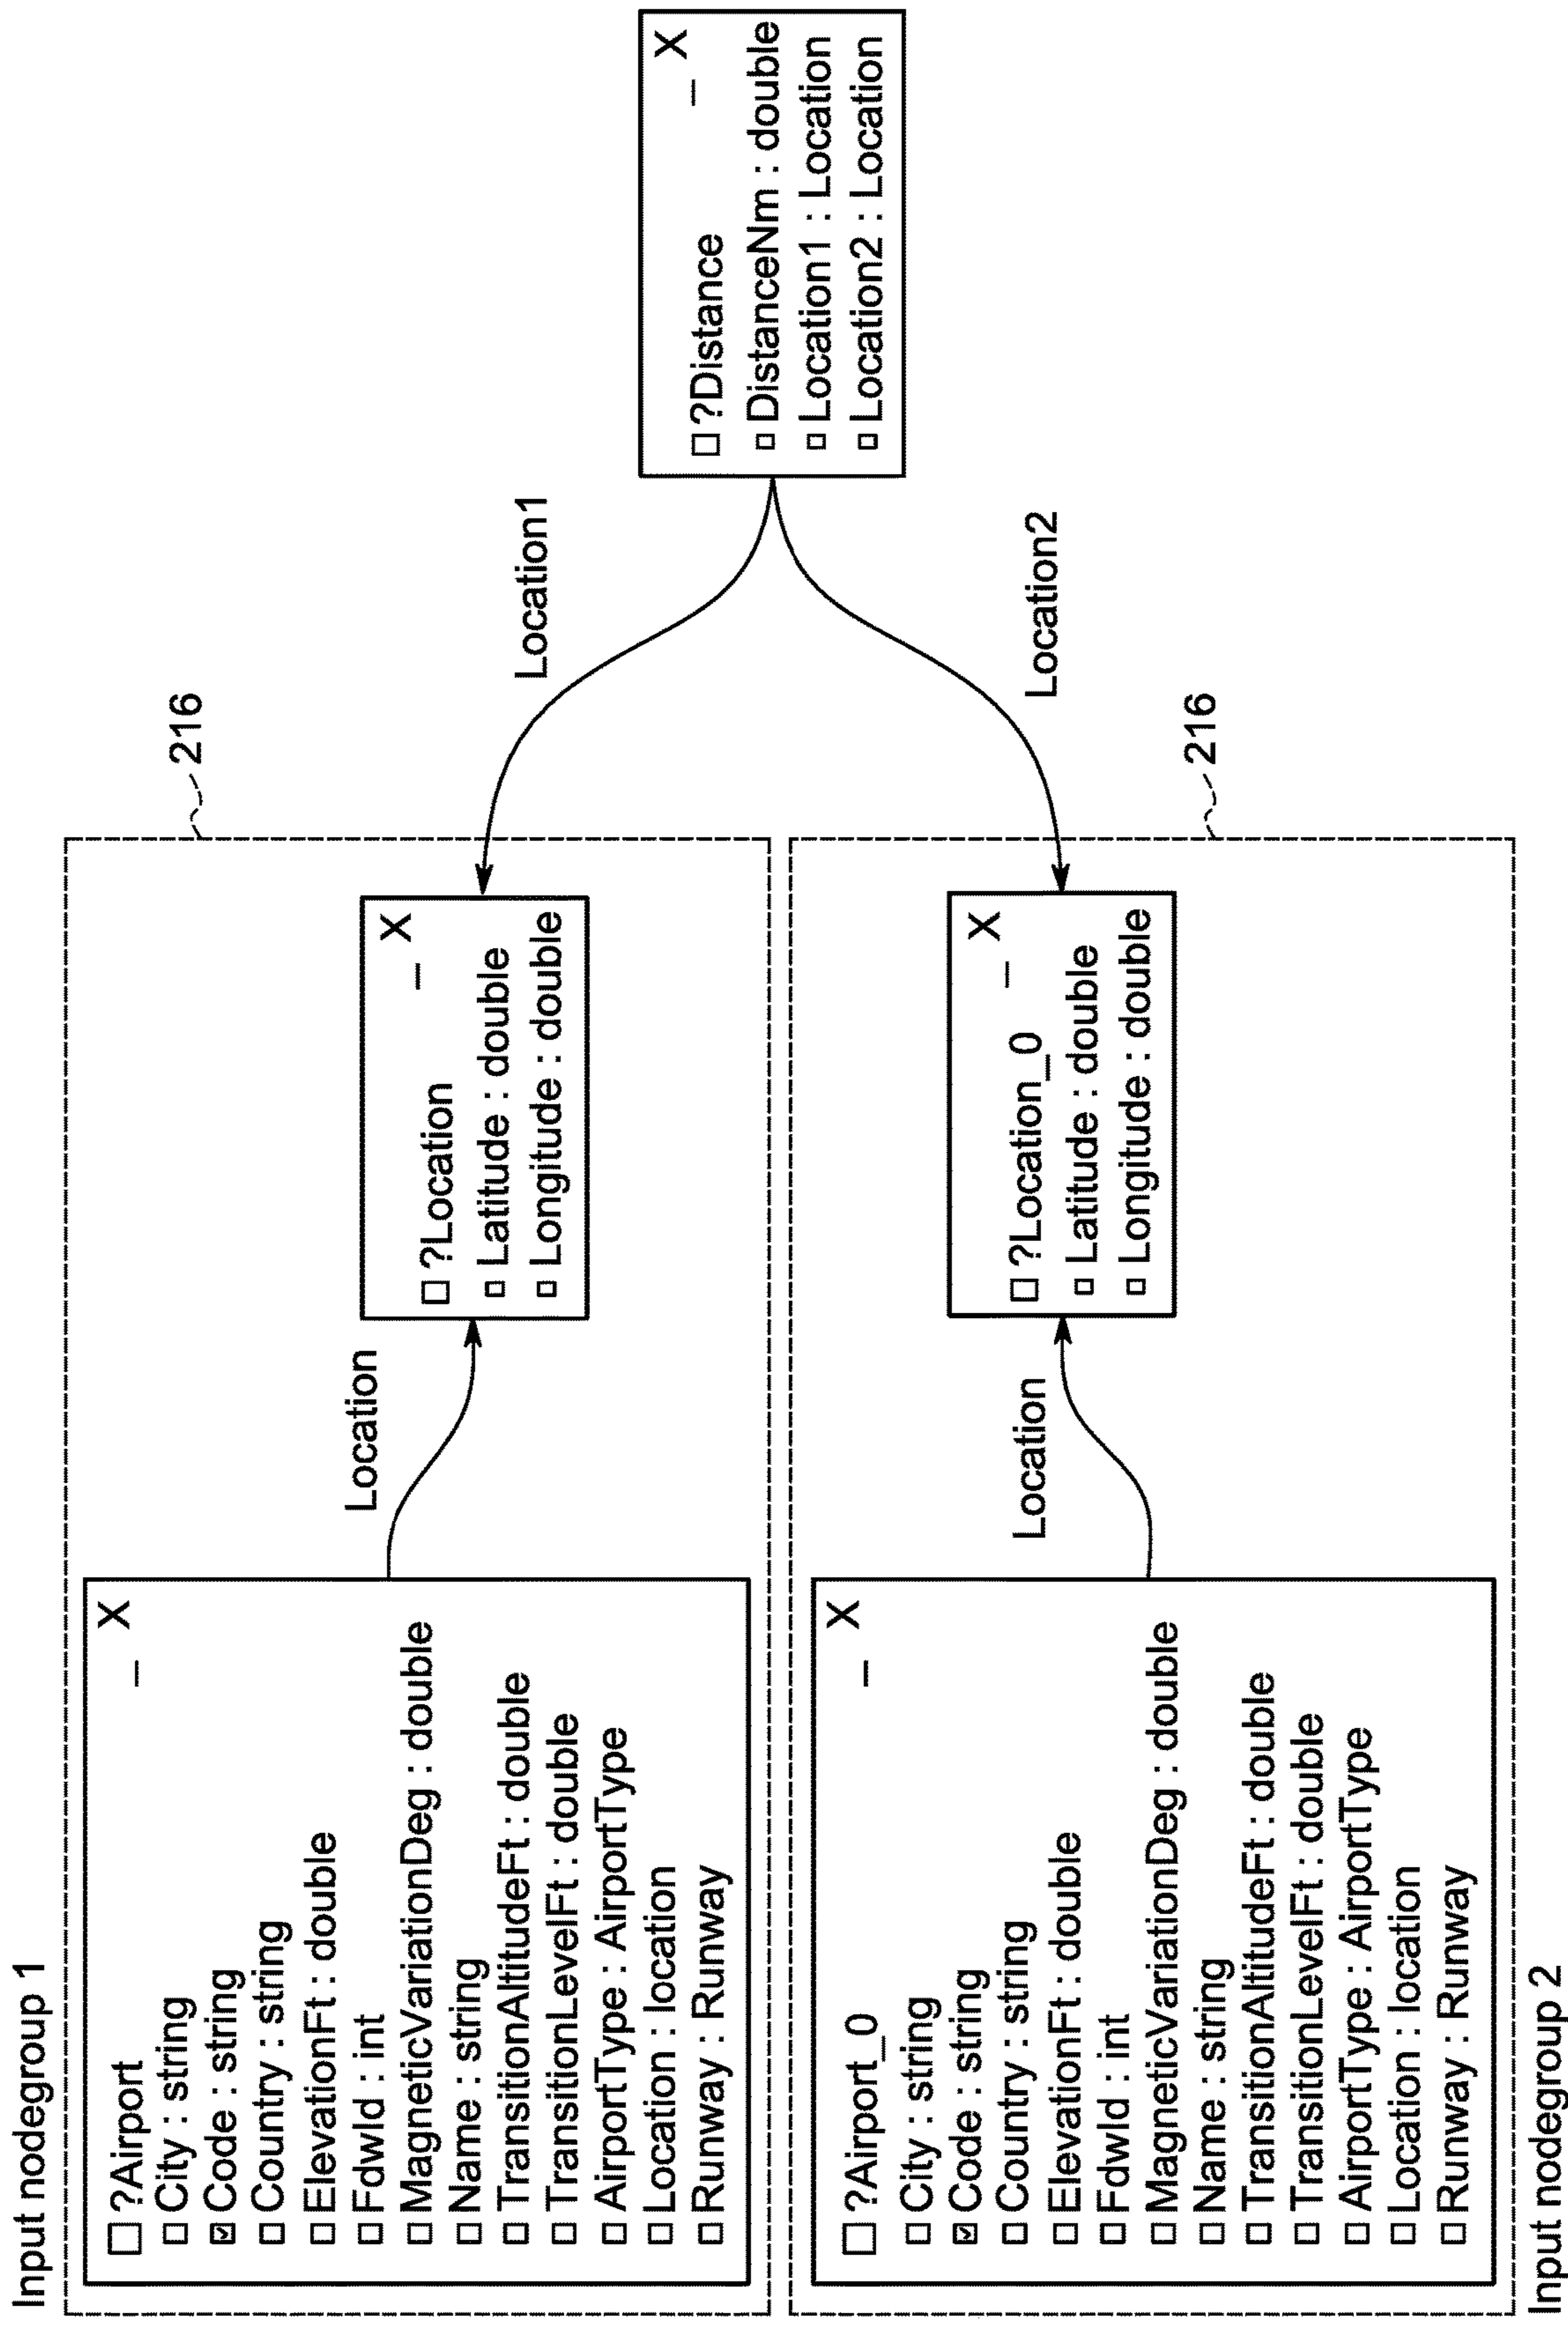 Input nodegroup 1
216
?Airport
_ X
City : string
Code : string
Country : string
ElevationFt : double
FdwId : int
MagneticVariationDeg : double
Name : string
TransitionAltitudeFt : double
TransitionLevelFt : double
AirportType : AirportType
Location : location
Runway : Runway
Location
?Location
_ X
Latitude : double
Longitude : double
Location1
?Distance
_ X
DistanceNm : double
Location1 : Location
Location2 : Location
Location2
216
?Airport_0
_ X
City : string
Code : string
Country : string
ElevationFt : double
FdwId : int
MagneticVariationDeg : double
Name : string
TransitionAltitudeFt : double
TransitionLevelFt : double
AirportType : AirportType
Location : location
Runway : Runway
Location
?Location_0
_ X
Latitude : double
Longitude : double
Input nodegroup 2